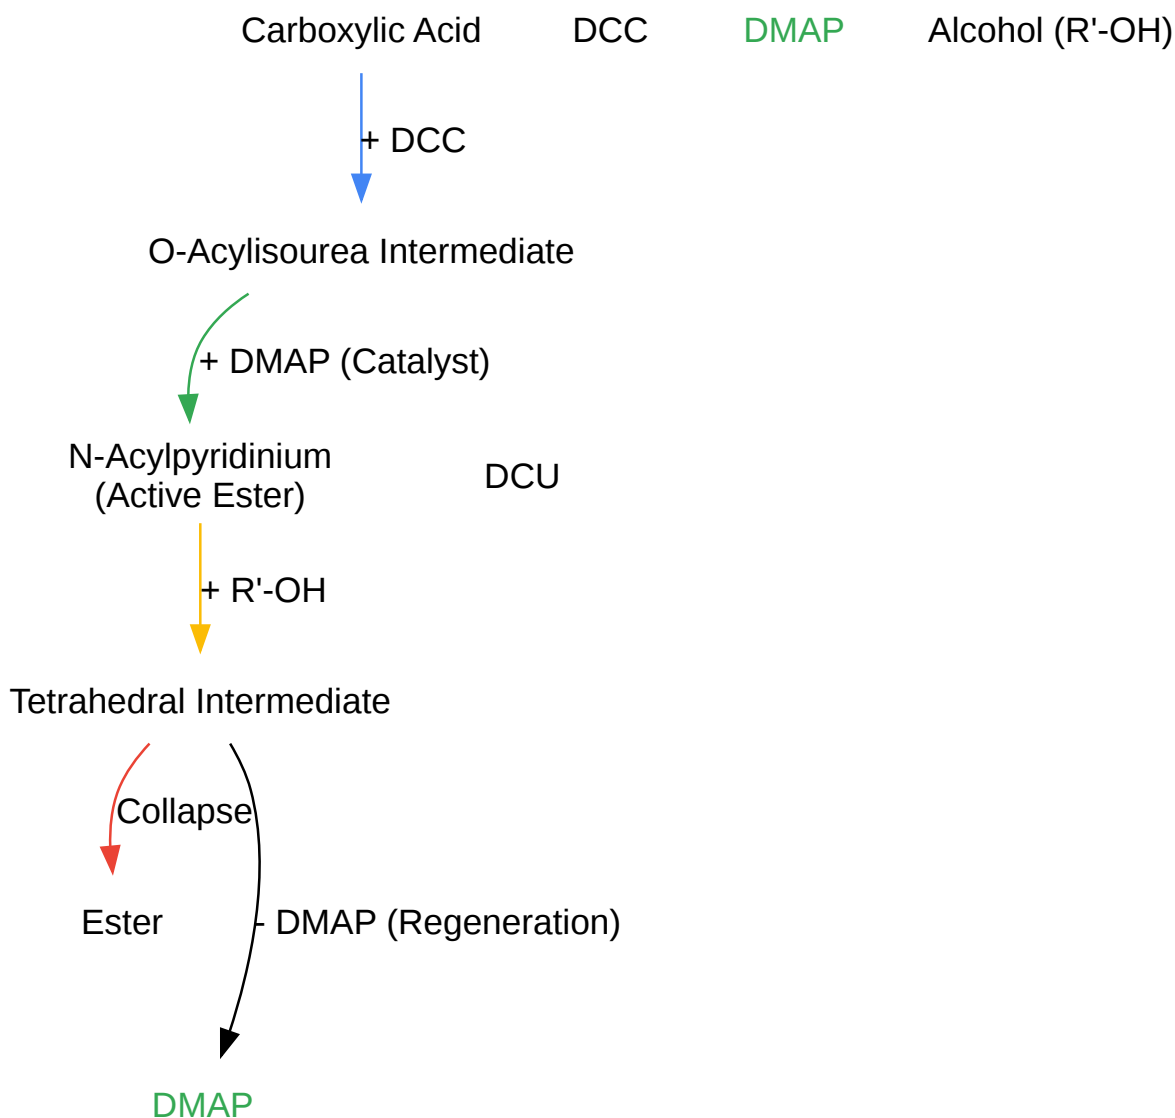 Carboxylic Acid
DCC
DMAP
Alcohol (R'-OH)
+ DCC
O-Acylisourea Intermediate
+ DMAP (Catalyst)
N-Acylpyridinium
(Active Ester)
DCU
+ R'-OH
Tetrahedral Intermediate
Collapse
Ester
- DMAP (Regeneration)
DMAP